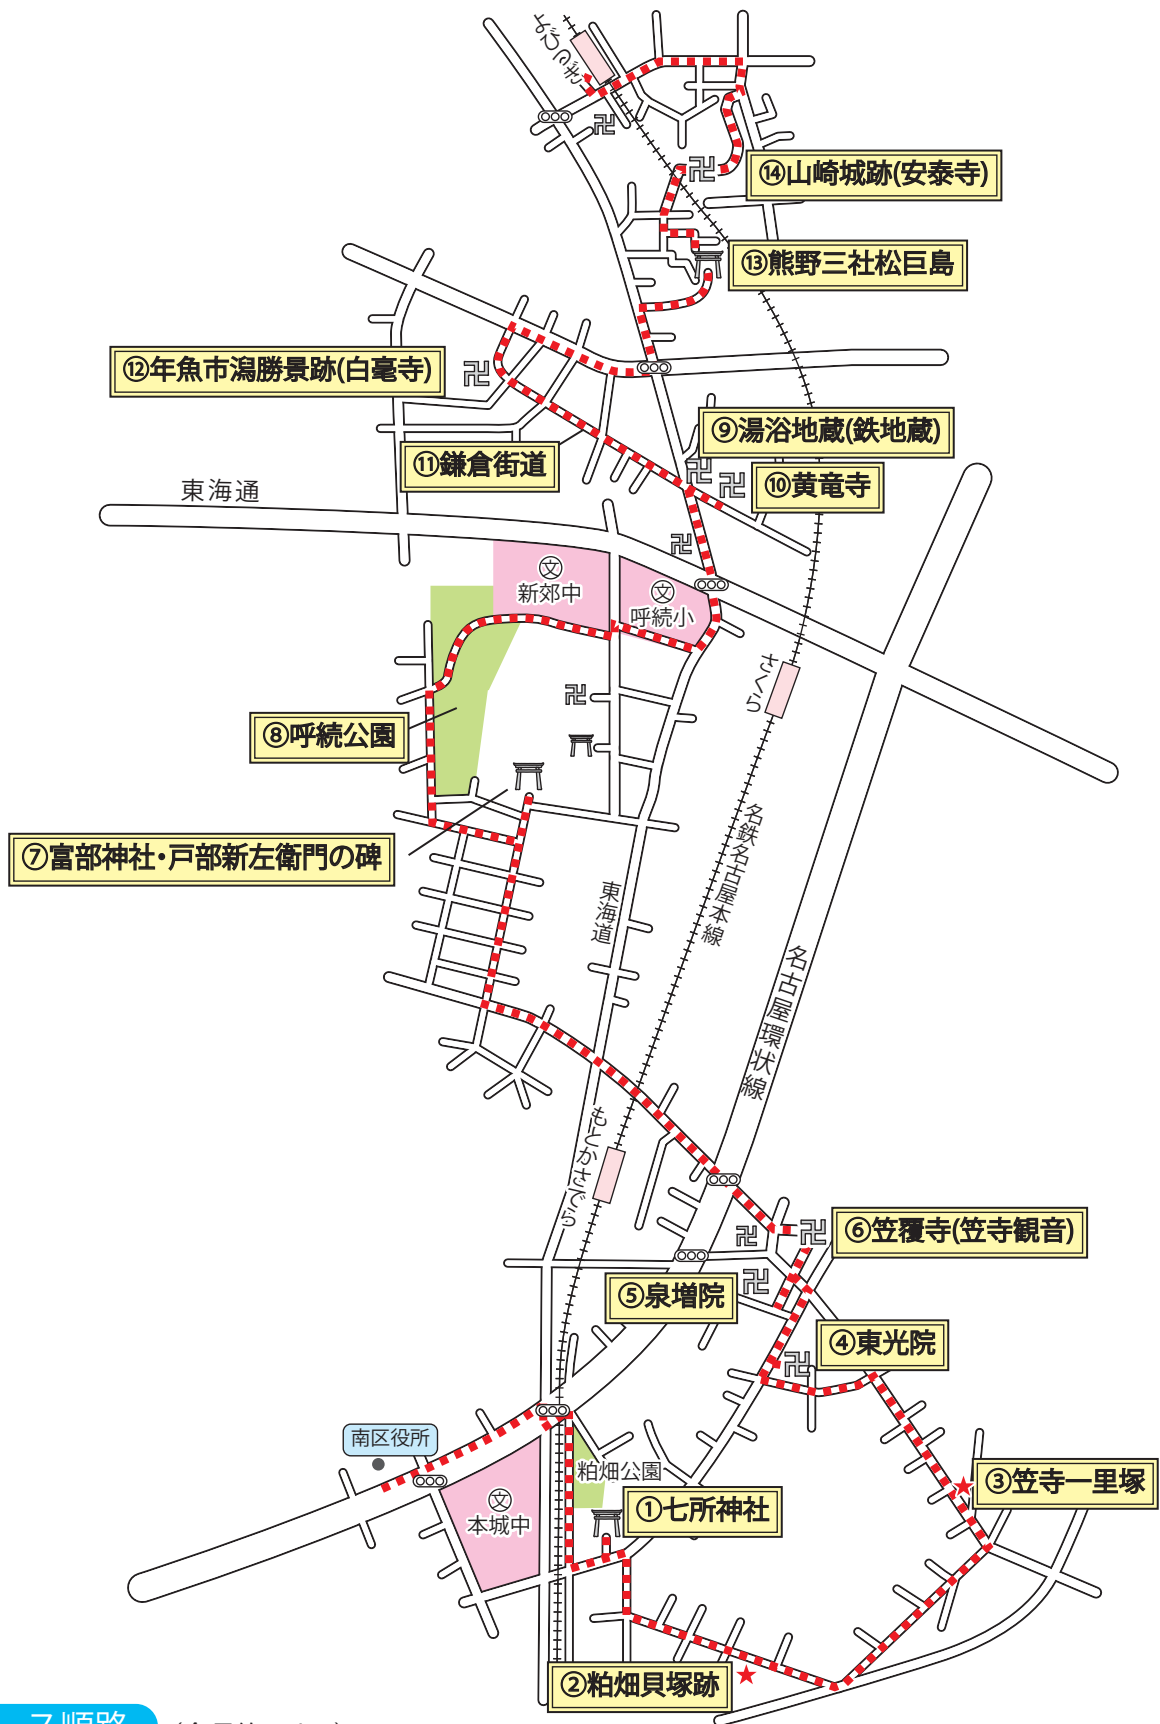 よびつぎ
⑭山崎城跡(安泰寺)
⑬熊野三社松巨島
⑫年魚市潟勝景跡(白毫寺)
⑨湯浴地蔵(鉄地蔵)
⑪鎌倉街道
⑩黄竜寺
東海通
文
新郊中
文
呼続小
さくら
⑧呼続公園
名鉄名古屋本線
⑦富部神社・戸部新左衛門の碑
東海道
名古屋環状線
もとかさでら
⑥笠覆寺(笠寺観音)
⑤泉増院
④東光院
南区役所
粕畑公園
③笠寺一里塚
文
本城中
①七所神社
②粕畑貝塚跡
ス順路